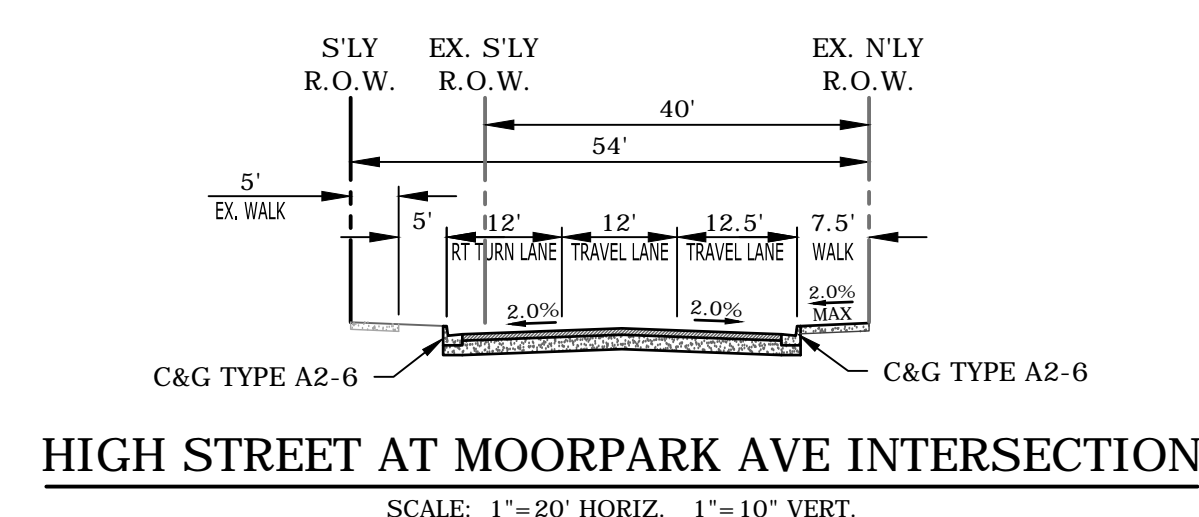 S'LY
R.O.W.
EX. S'LY
R.O.W.
EX. N'LY
R.O.W.
40'
54'
5'
EX. WALK
5'
12'
RT TURN LANE
12'
TRAVEL LANE
12.5'
TRAVEL LANE
7.5'
WALK
2.0%
2.0%
2.0%
MAX
C&G TYPE A2-6
C&G TYPE A2-6
HIGH STREET AT MOORPARK AVE INTERSECTION
SCALE: 1"=20' HORIZ. 1"=10" VERT.